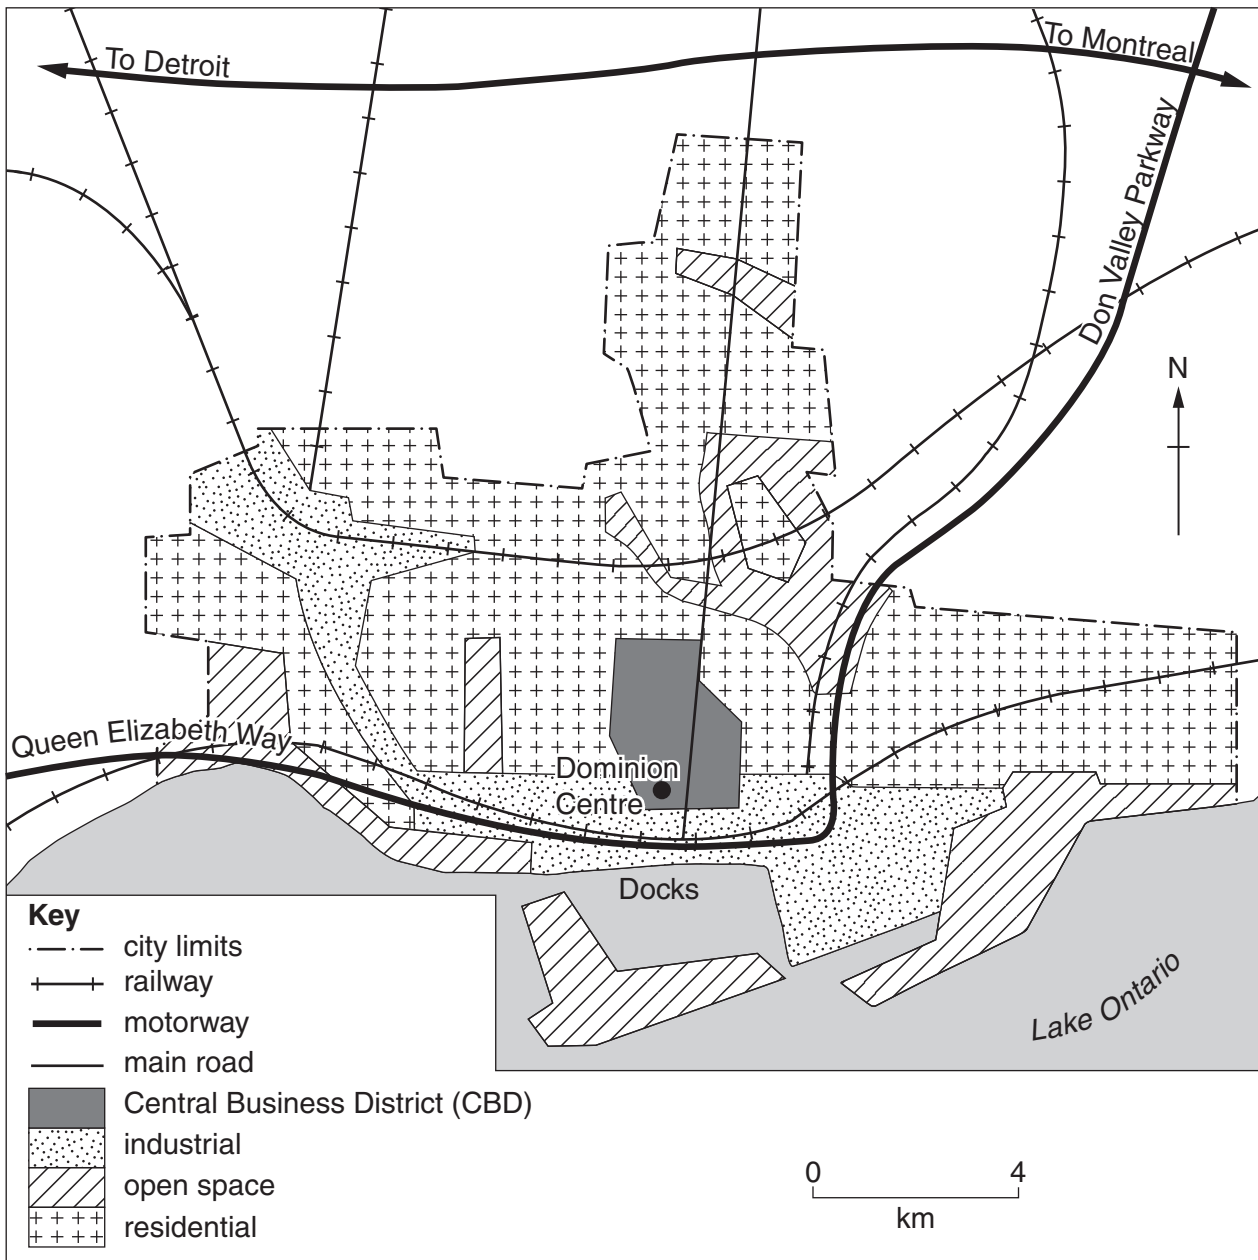 To Detroit
To Montreal
Don Valley Parkway
N
Queen Elizabeth Way
Dominion
Centre
Docks
Lake Ontario
Key
city limits
railway
motorway
main road
Central Business District (CBD)
industrial
open space
residential
0 4
km